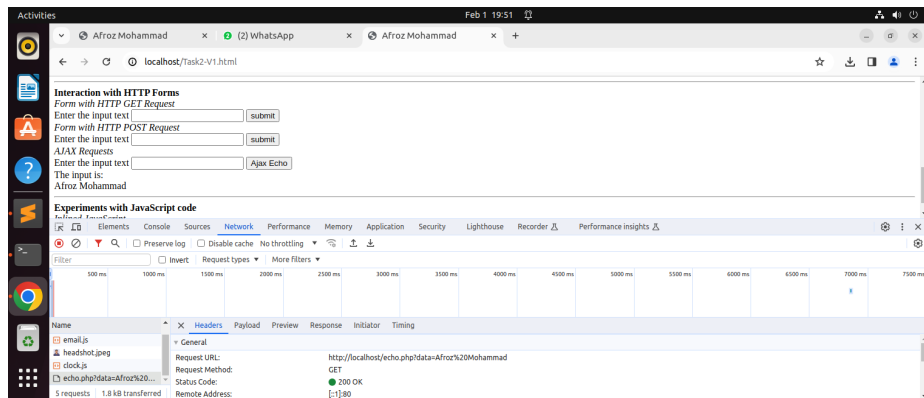 Activities Feb 1 19:51
Afroz Mohammad × (2) WhatsApp × Afroz Mohammad × +
localhost/Task2-V1.html
Interaction with HTTP Forms
Form with HTTP GET Request
Enter the input text submit
Form with HTTP POST Request
Enter the input text submit
AJAX Requests
Enter the input text Ajax Echo
The input is:
Afroz Mohammad
Experiments with JavaScript code
Inlined JavaScript
Elements Console Sources Network Performance Memory Application Security Lighthouse Recorder Performance insights
Preserve log Disable cache No throttling
Filter Invert Request types More filters
500 ms 1000 ms 1500 ms 2000 ms 2500 ms 3000 ms 3500 ms 4000 ms 4500 ms 5000 ms 5500 ms 6000 ms 6500 ms 7000 ms 7500 ms
Name × Headers Payload Preview Response Initiator Timing
email.js General
headshot.jpeg Request URL: http://localhost/echo.php?data=Afroz%20Mohammad
clock.js Request Method: GET
echo.php?data=Afroz%20... Status Code: 200 OK
5 requests 1.8 kB transferred Remote Address: [::1]:80